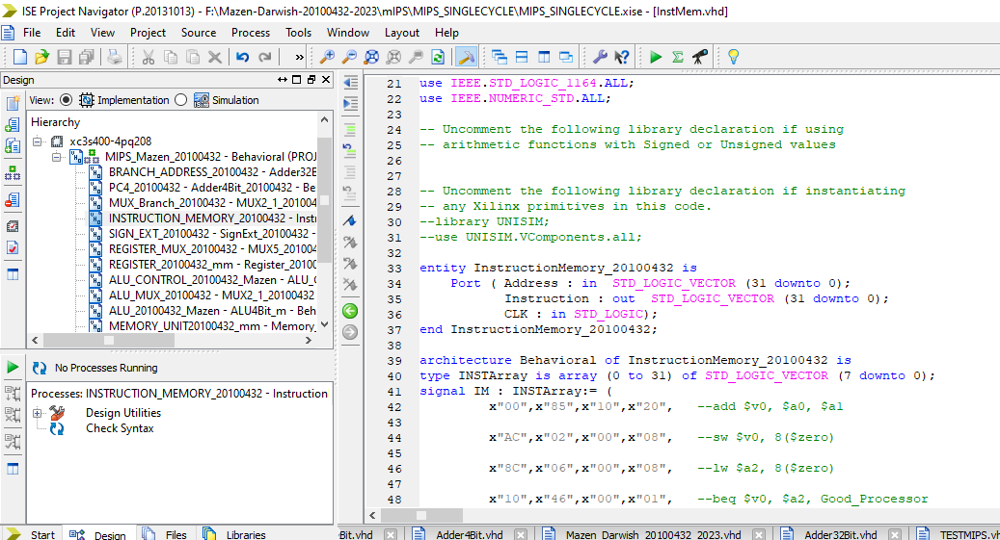 ISE Project Navigator (P.20131013) - F:\Mazen-Darwish-20100432-2023\mIPS\MIPS_SINGLECYCLE\MIPS_SINGLECYCLE.xise - [InstMem.vhd]
File Edit View Project Source Process Tools Window Layout Help
Design
View: Implementation Simulation
Hierarchy
xc3s400-4pq208
MIPS_Mazen_20100432 - Behavioral (PROJ
BRANCH_ADDRESS_20100432 - Adder32B
PC4_20100432 - Adder4Bit_20100432 - Be
MUX_Branch_20100432 - MUX2_1_201004
INSTRUCTION_MEMORY_20100432 - Instr
SIGN_EXT_20100432 - SignExt_20100432 -
REGISTER_MUX_20100432 - MUX5_201004
REGISTER_20100432_mm - Register_20100
ALU_CONTROL_20100432_Mazen - ALU_C
ALU_MUX_20100432 - MUX2_1_20100432
ALU_20100432_Mazen - ALU4Bit_m - Beh
MEMORY_UNIT20100432_mm - Memory_
No Processes Running
Processes: INSTRUCTION_MEMORY_20100432 - Instruction
Design Utilities
Check Syntax
Start Design Files Libraries
21 use IEEE.STD_LOGIC_1164.ALL;
22 use IEEE.NUMERIC_STD.ALL;
23
24 -- Uncomment the following library declaration if using
25 -- arithmetic functions with Signed or Unsigned values
26
27
28 -- Uncomment the following library declaration if instantiating
29 -- any Xilinx primitives in this code.
30 --library UNISIM;
31 --use UNISIM.VComponents.all;
32
33 entity InstructionMemory_20100432 is
34 Port ( Address : in STD_LOGIC_VECTOR (31 downto 0);
35 Instruction : out STD_LOGIC_VECTOR (31 downto 0);
36 CLK : in STD_LOGIC);
37 end InstructionMemory_20100432;
38
39 architecture Behavioral of InstructionMemory_20100432 is
40 type INSTArray is array (0 to 31) of STD_LOGIC_VECTOR (7 downto 0);
41 signal IM : INSTArray:= (
42 x"00",x"85",x"10",x"20", --add $v0, $a0, $a1
43
44 x"AC",x"02",x"00",x"08", --sw $v0, 8($zero)
45
46 x"8C",x"06",x"00",x"08", --lw $a2, 8($zero)
47
48 x"10",x"46",x"00",x"01", --beq $v0, $a2, Good_Processor
Bit.vhd Adder4Bit.vhd Mazen_Darwish_20100432_2023.vhd Adder32Bit.vhd TESTMIPS.vh